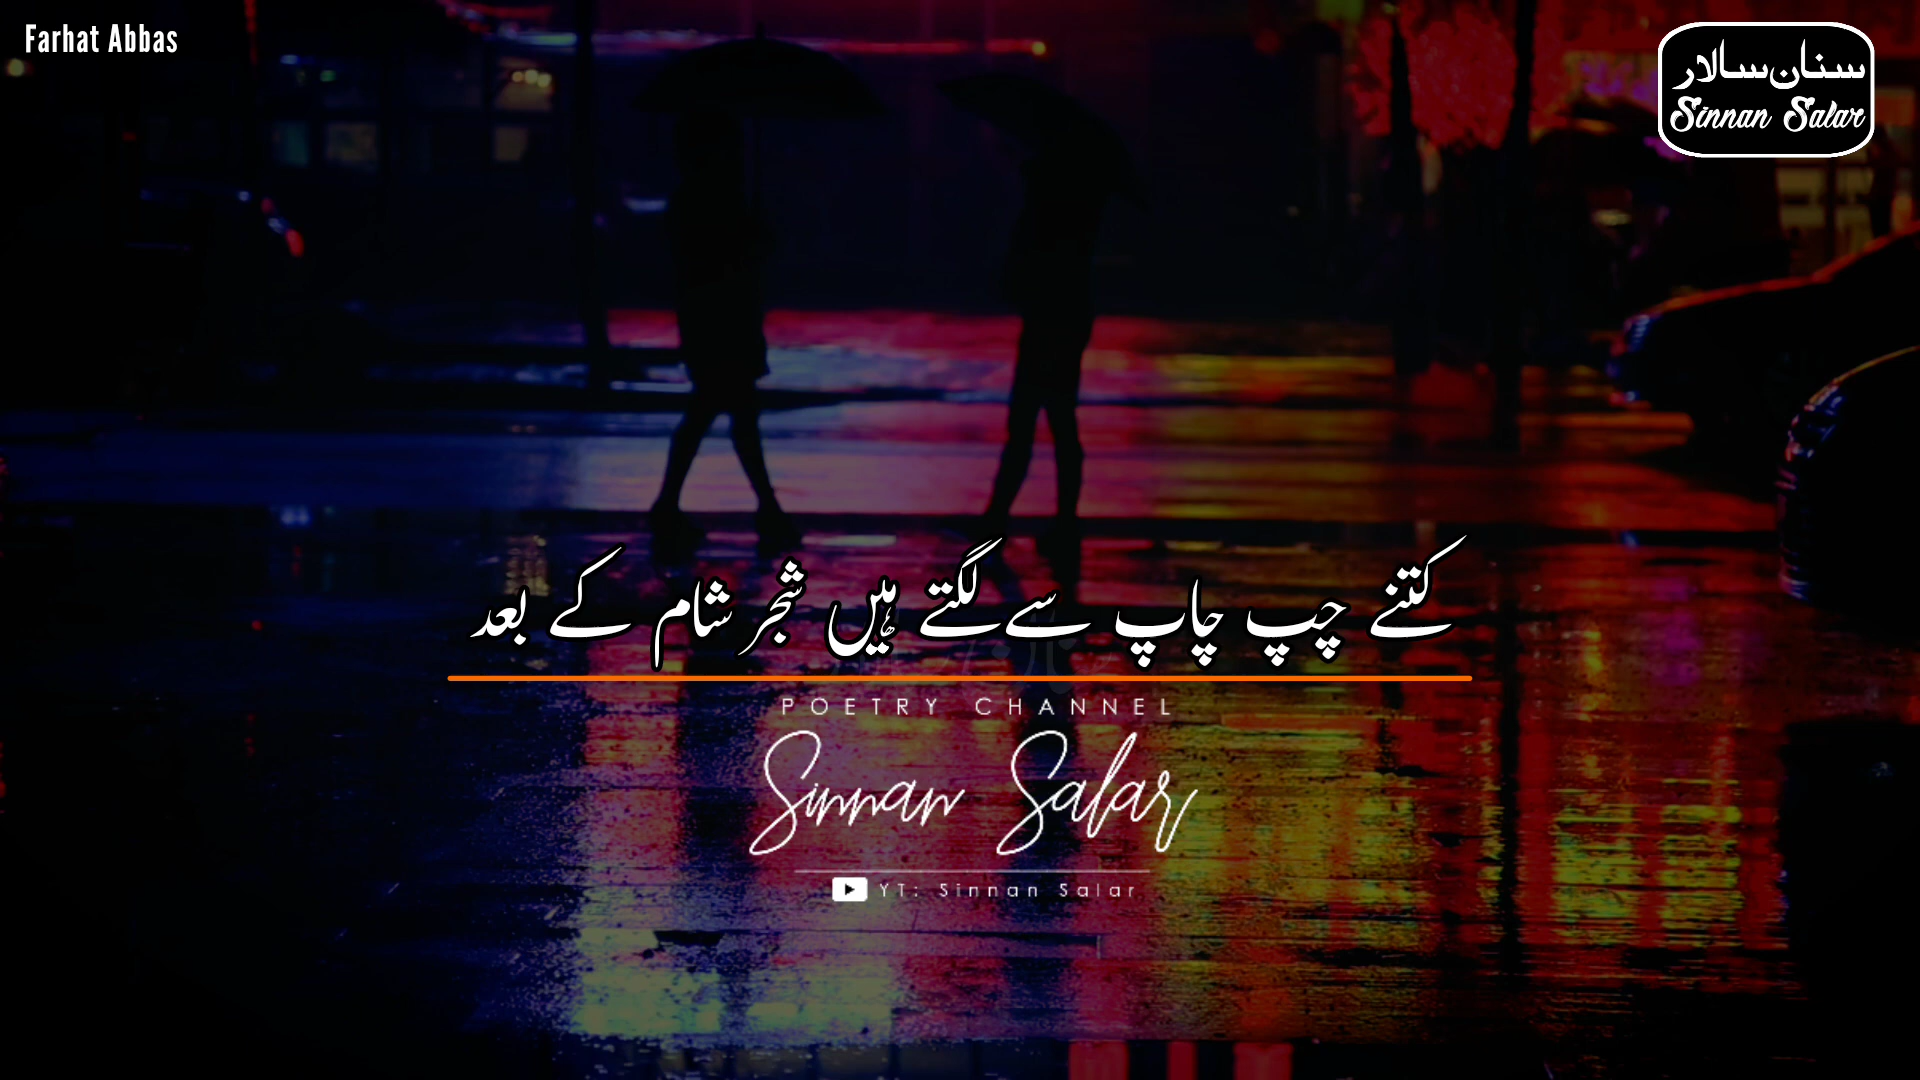 Farhat Abbas
سنان سالار
Sinnan Salar
کتنے چپ چاپ سے لگتے ہیں شجر شام کے بعد
POETRY CHANNEL
Sinnan Salar
YT: Sinnan Salar